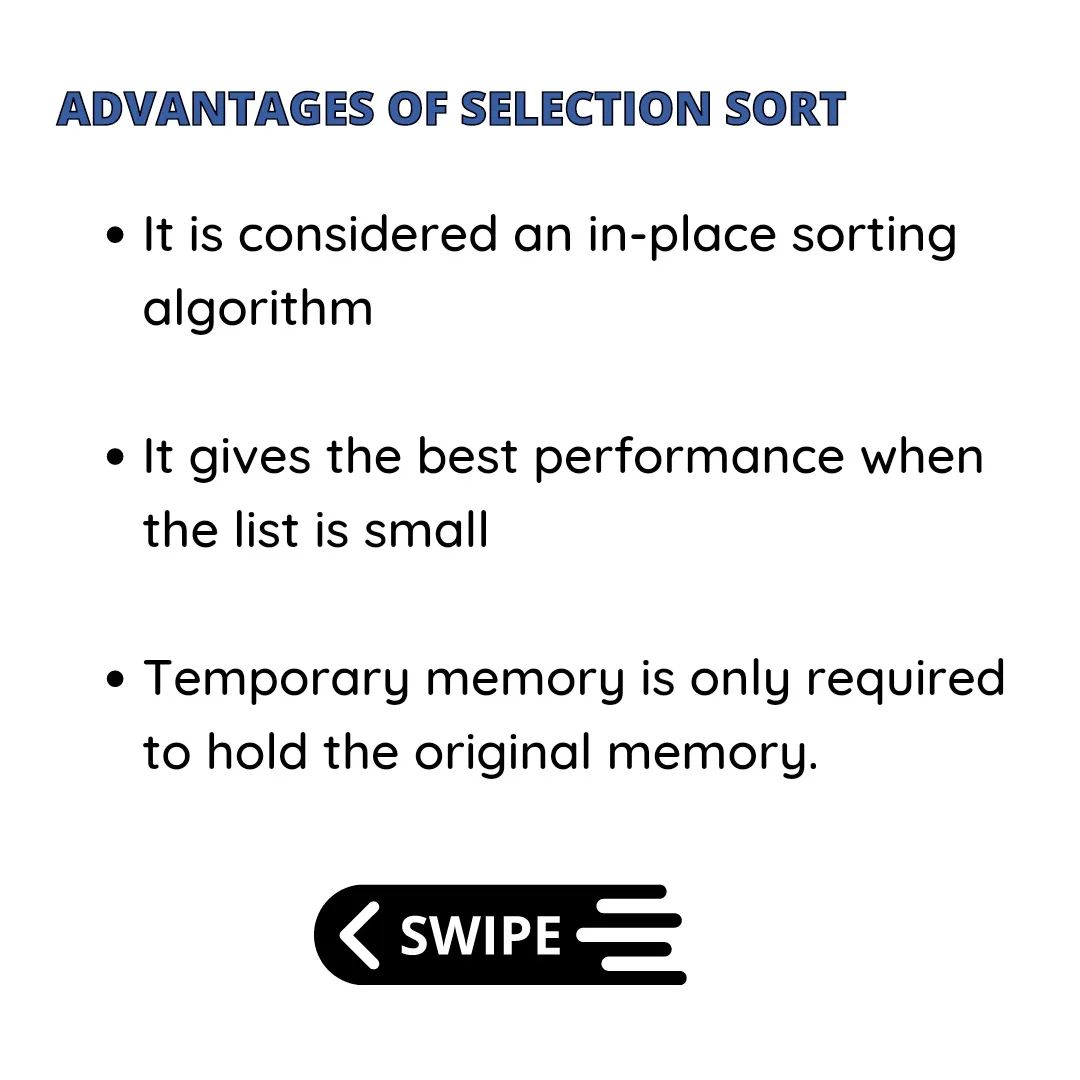 ADVANTAGES OF SELECTION SORT
• It is considered an in-place sorting
algorithm
• It gives the best performance when
the list is small
• Temporary memory is only required
to hold the original memory.
SWIPE